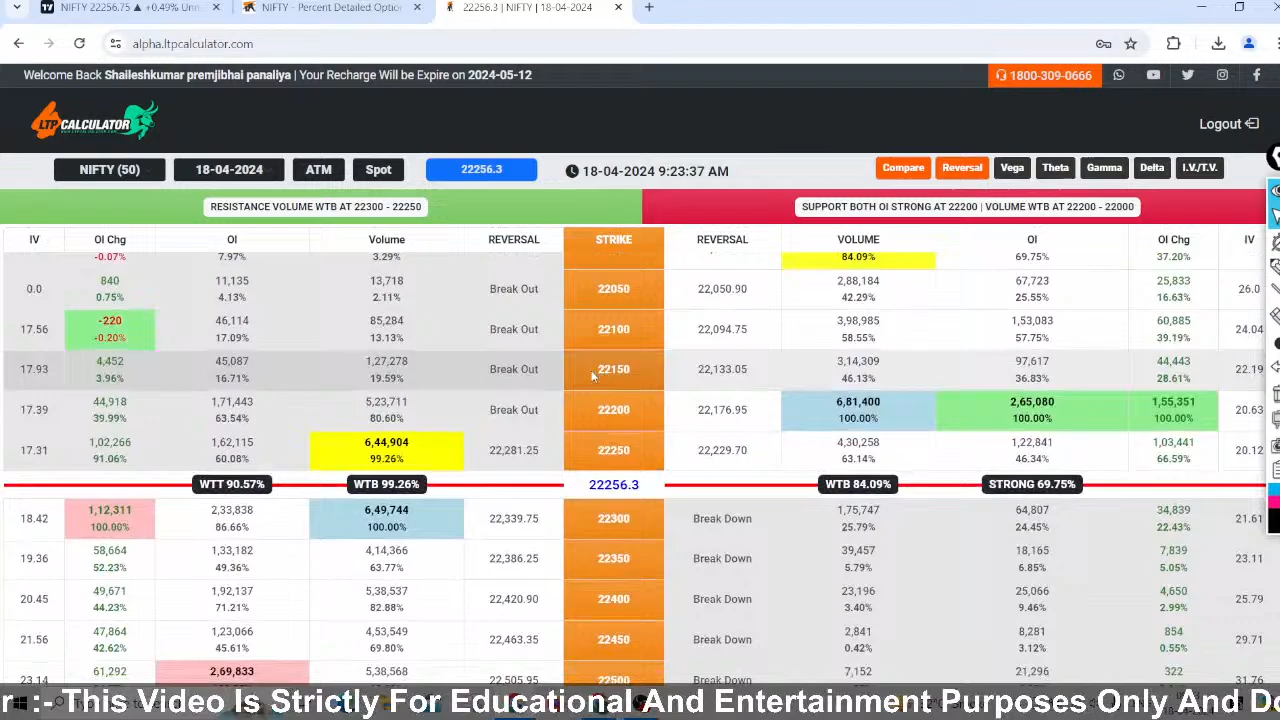 NIFTY 22275.75 ▲ +0.49% Unn
NIFTY - Percent Detailed Option
22256.3 | NIFTY | 18-04-2024
alpha.ltpcalculator.com
Welcome Back Shaileshkumar premjibhai panaliya | Your Recharge Will be Expire on 2024-05-12
1800-309-0666
LTP CALCULATOR
Logout
NIFTY (50) 18-04-2024 ATM Spot 22256.3 18-04-2024 9:23:37 AM Compare Reversal Vega Theta Gamma Delta I.V./T.V.
RESISTANCE VOLUME WTB AT 22300 - 22250
SUPPORT BOTH OI STRONG AT 22200 | VOLUME WTB AT 22200 - 22000
IV OI Chg OI Volume REVERSAL STRIKE REVERSAL VOLUME OI OI Chg IV
-0.07% 7.97% 3.29% 84.09% 69.75% 37.20%
840 11,135 13,718 2,88,184 67,723 25,833
0.0 Break Out 22050 22,050.90 26.0
0.75% 4.13% 2.11% 42.29% 25.55% 16.63%
-220 46,114 85,284 3,98,985 1,53,083 60,885
17.56 Break Out 22100 22,094.75 24.04
-0.20% 17.09% 13.13% 58.55% 57.75% 39.19%
4,452 45,087 1,27,278 3,14,309 97,617 44,443
17.93 Break Out 22150 22,133.05 22.19
3.96% 16.71% 19.59% 46.13% 36.83% 28.61%
44,918 1,71,443 5,23,711 6,81,400 2,65,080 1,55,351
17.39 Break Out 22200 22,176.95 20.63
39.99% 63.54% 80.60% 100.00% 100.00% 100.00%
1,02,266 1,62,115 6,44,904 4,30,258 1,22,841 1,03,441
17.31 22,281.25 22250 22,229.70 20.12
91.06% 60.08% 99.26% 63.14% 46.34% 66.59%
WTT 90.57% WTB 99.26% 22256.3 WTB 84.09% STRONG 69.75%
1,12,311 2,33,838 6,49,744 1,75,747 64,807 34,839
18.42 22,339.75 22300 Break Down 21.61
100.00% 86.66% 100.00% 25.79% 24.45% 22.43%
58,664 1,33,182 4,14,366 39,457 18,165 7,839
19.36 22,386.25 22350 Break Down 23.11
52.23% 49.36% 63.77% 5.79% 6.85% 5.05%
49,671 1,92,137 5,38,537 23,196 25,066 4,650
20.45 22,420.90 22400 Break Down 25.79
44.23% 71.21% 82.88% 3.40% 9.46% 2.99%
47,864 1,23,066 4,53,549 2,841 8,281 854
21.56 22,463.35 22450 Break Down 29.71
42.62% 45.61% 69.80% 0.42% 3.12% 0.55%
61,292 2,69,833 5,38,568 7,152 21,296 322
23.14 22,505.95 22500 Break Down 31.76
r :- This Video Is Strictly For Educational And Entertainment Purposes Only And Do